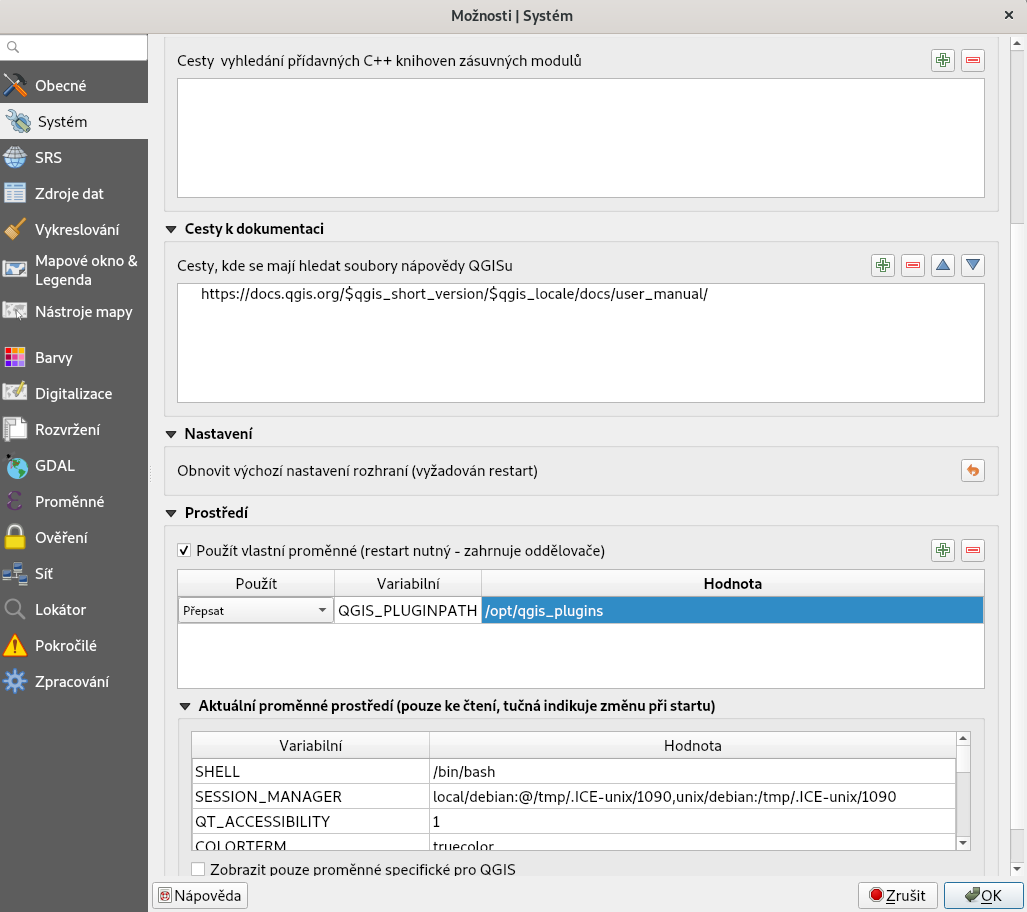 Možnosti | Systém
Obecné
Systém
SRS
Zdroje dat
Vykreslování
Mapové okno &
Legenda
Nástroje mapy
Barvy
Digitalizace
Rozvržení
GDAL
Proměnné
Ověření
Síť
Lokátor
Pokročilé
Zpracování
Cesty  vyhledání přídavných C++ knihoven zásuvných modulů
Cesty k dokumentaci
Cesty, kde se mají hledat soubory nápovědy QGISu
https://docs.qgis.org/$qgis_short_version/$qgis_locale/docs/user_manual/
Nastavení
Obnovit výchozí nastavení rozhraní (vyžadován restart)
Prostředí
Použít vlastní proměnné (restart nutný - zahrnuje oddělovače)
Použít Variabilní Hodnota
Přepsat QGIS_PLUGINPATH /opt/qgis_plugins
Aktuální proměnné prostředí (pouze ke čtení, tučná indikuje změnu při startu)
Variabilní Hodnota
SHELL /bin/bash
SESSION_MANAGER local/debian:@/tmp/.ICE-unix/1090,unix/debian:/tmp/.ICE-unix/1090
QT_ACCESSIBILITY 1
COLORTERM truecolor
Zobrazit pouze proměnné specifické pro QGIS
Nápověda Zrušit OK